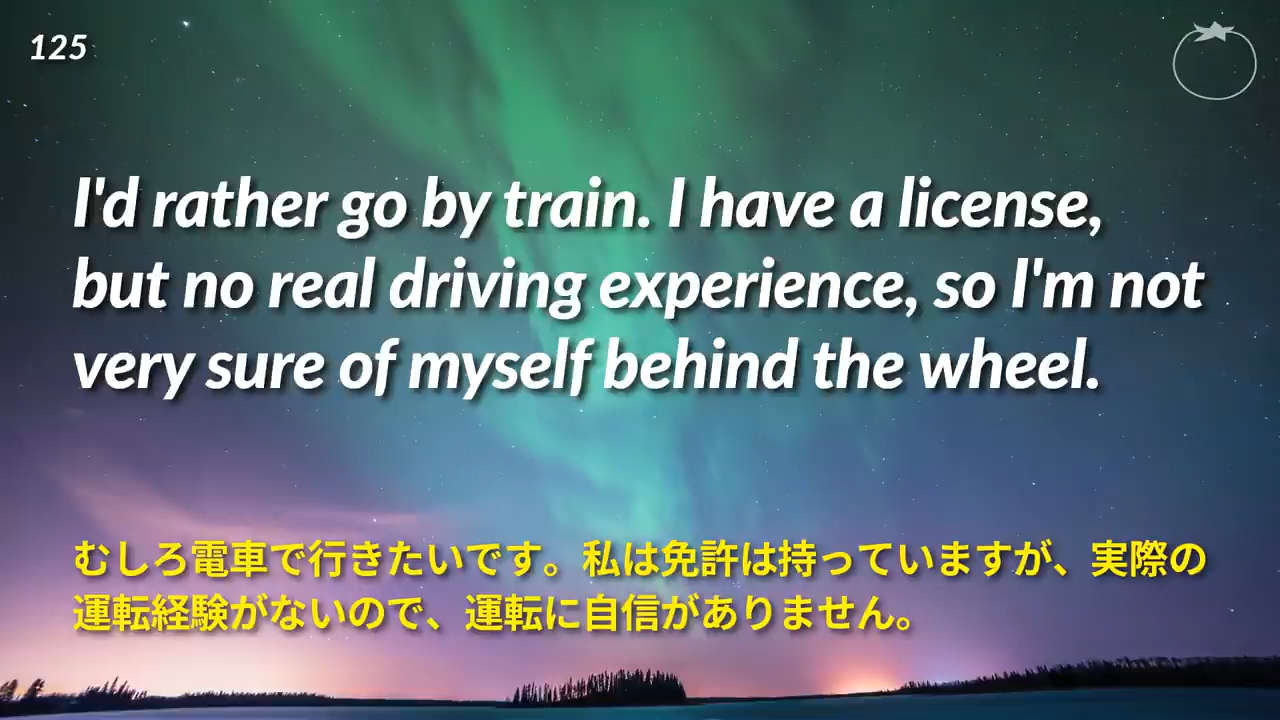 125
I'd rather go by train. I have a license,
but no real driving experience, so I'm not
very sure of myself behind the wheel.
むしろ電車で行きたいです。私は免許は持っていますが、実際の
運転経験がないので、運転に自信がありません。